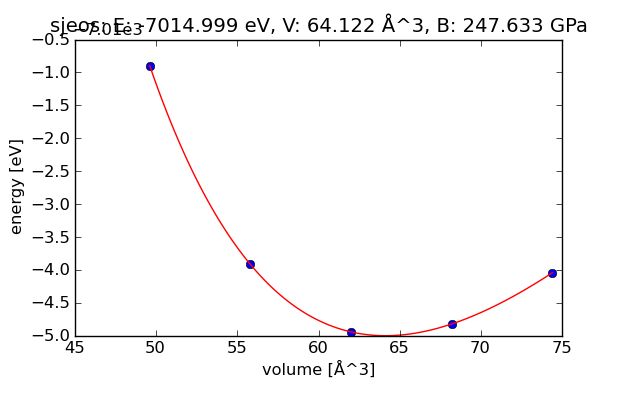 sjeos: E: -7014.999 eV, V: 64.122 Å^3, B: 247.633 GPa
−7.01e3
−0.5
−1.0
−1.5
−2.0
−2.5
−3.0
−3.5
−4.0
−4.5
−5.0
energy [eV]
45 50 55 60 65 70 75
volume [Å^3]